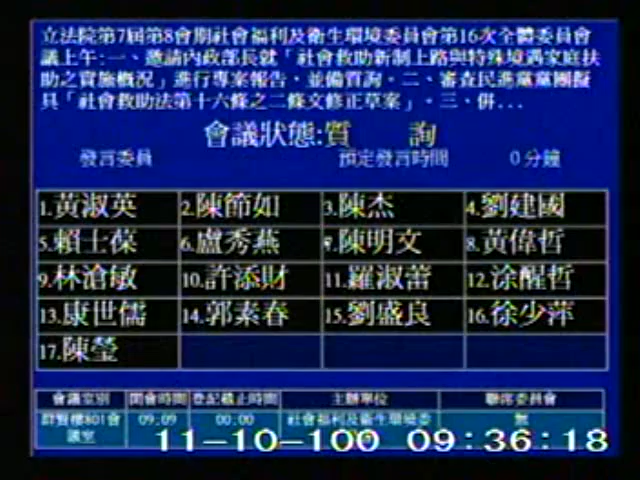 立法院第7屆第8會期社會福利及衛生環境委員會第16次全體委員會
議上午:一、邀請內政部長就「社會救助新制上路與特殊境遇家庭扶
助之實施概況」進行專案報告,並備質詢。二、審查民進黨黨團擬
具「社會救助法第十六條之二條文修正草案」。三、併...
會議狀態:質 詢
發言委員 預定發言時間 0分鐘
1.黃淑英 2.陳節如 3.陳杰 4.劉建國
5.賴士葆 6.盧秀燕 7.陳明文 8.黃偉哲
9.林滄敏 10.許添財 11.羅淑蕾 12.涂醒哲
13.康世儒 14.郭素春 15.劉盛良 16.徐少萍
17.陳瑩
會議室別 開會時間 登記截止時間 主辦單位 聯席委員會
群賢樓801會 09:09 00:00 社會福利及衛生環境委 無
議室
11-10-100 09:36:18